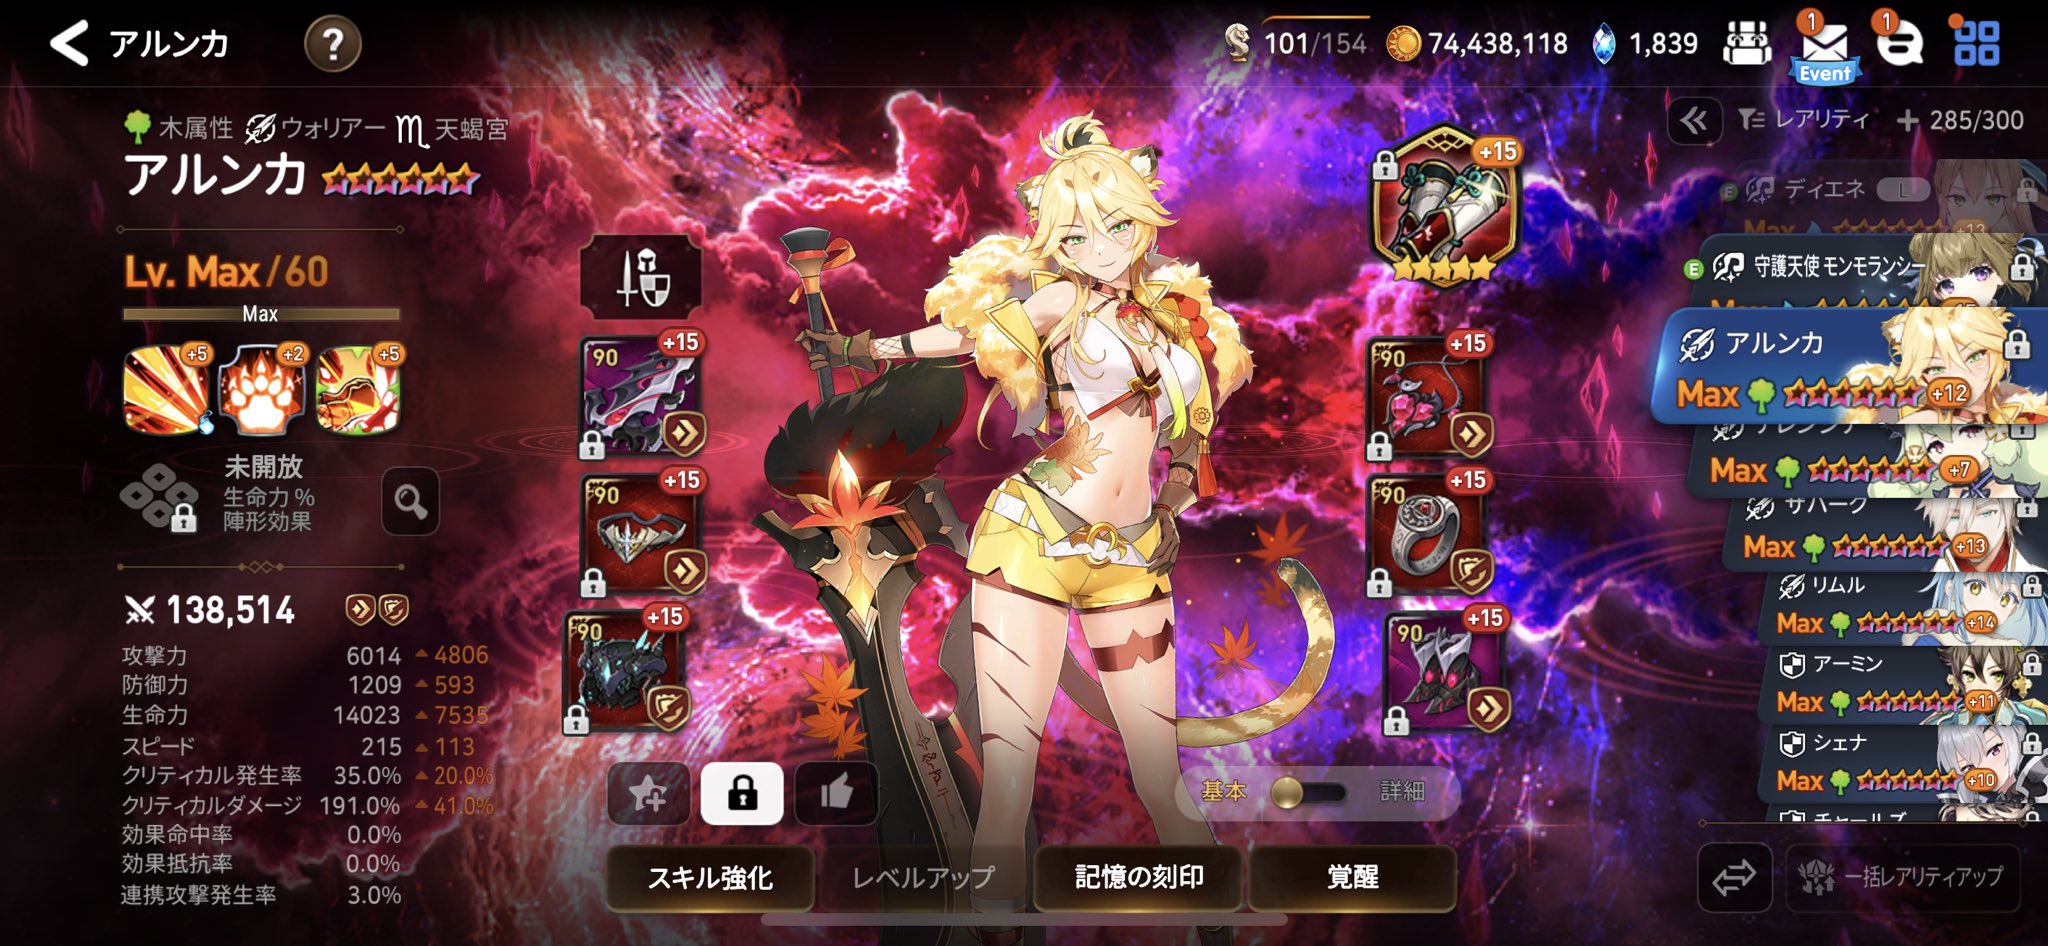 アルンカ
?
101/154
74,438,118
1,839
1
Event
1
木属性 ウォリアー 天蝎宮
アルンカ
Lv. Max/60
Max
+5
+2
+5
未開放
生命力%
陣形効果
138,514
攻撃力 6014 4806
防御力 1209 593
生命力 14023 7535
スピード 215 113
クリティカル発生率 35.0% 20.0%
クリティカルダメージ 191.0% 41.0%
効果命中率 0.0%
効果抵抗率 0.0%
連携攻撃発生率 3.0%
90 +15
90 +15
90 +15
+15
90 +15
90 +15
90 +15
基本
詳細
スキル強化
レベルアップ
記憶の刻印
覚醒
レアリティ
285/300
E ディエネ L
Max +13
E 守護天使 モンモランシー
アルンカ
Max +12
Max +7
サハーク
Max +13
リムル
Max +14
アーミン
Max +11
シェナ
Max +10
チャールズ
一括レアリティアップ